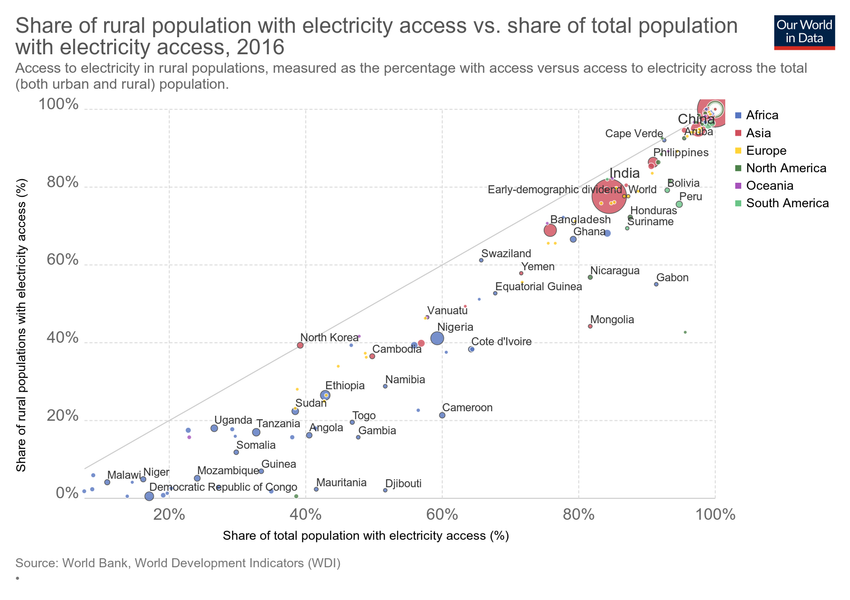 Share of rural population with electricity access vs. share of total population
with electricity access, 2016
Our World
in Data
Access to electricity in rural populations, measured as the percentage with access versus access to electricity across the total
(both urban and rural) population.
100%
80%
60%
40%
20%
0%
Share of rural populations with electricity access (%)
China
Cape Verde
Aruba
Philippines
India
Early-demographic dividend
World
Bolivia
Peru
Bangladesh
Honduras
Suriname
Ghana
Swaziland
Yemen
Nicaragua
Gabon
Equatorial Guinea
Vanuatu
Mongolia
Nigeria
North Korea
Cote d'Ivoire
Cambodia
Ethiopia
Namibia
Sudan
Cameroon
Togo
Uganda
Tanzania
Angola
Gambia
Somalia
Guinea
Malawi
Niger
Mozambique
Democratic Republic of Congo
Mauritania
Djibouti
20%
40%
60%
80%
100%
Share of total population with electricity access (%)
Africa
Asia
Europe
North America
Oceania
South America
Source: World Bank, World Development Indicators (WDI)
•